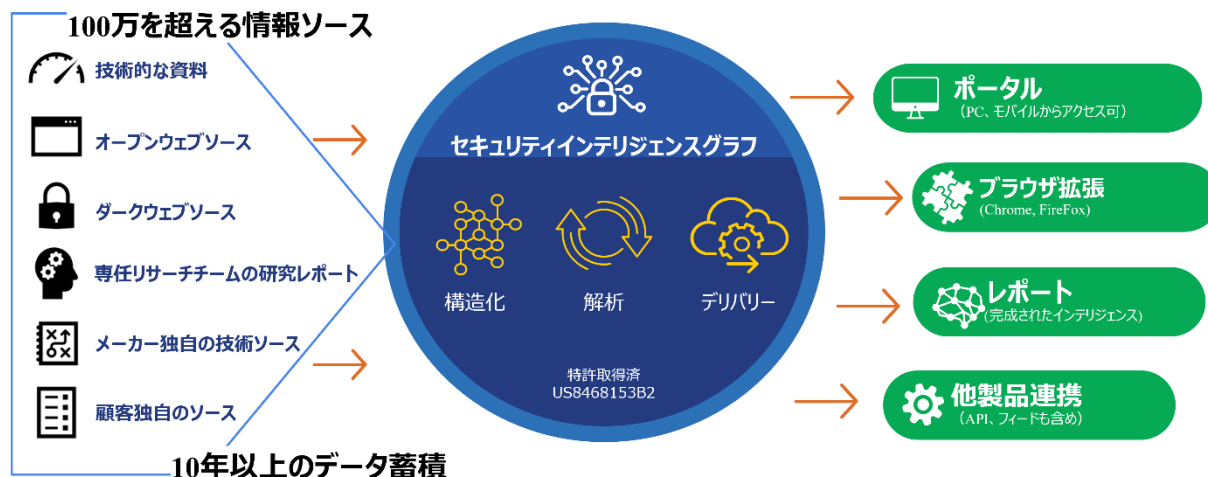 100万を超える情報ソース
技術的な資料
オープンウェブソース
ダークウェブソース
専任リサーチチームの研究レポート
メーカー独自の技術ソース
顧客独自のソース
10年以上のデータ蓄積
セキュリティインテリジェンスグラフ
構造化
解析
デリバリー
特許取得済
US8468153B2
ポータル
(PC、モバイルからアクセス可)
ブラウザ拡張
(Chrome, FireFox)
レポート
(完成されたインテリジェンス)
他製品連携
(API、フィードも含め)